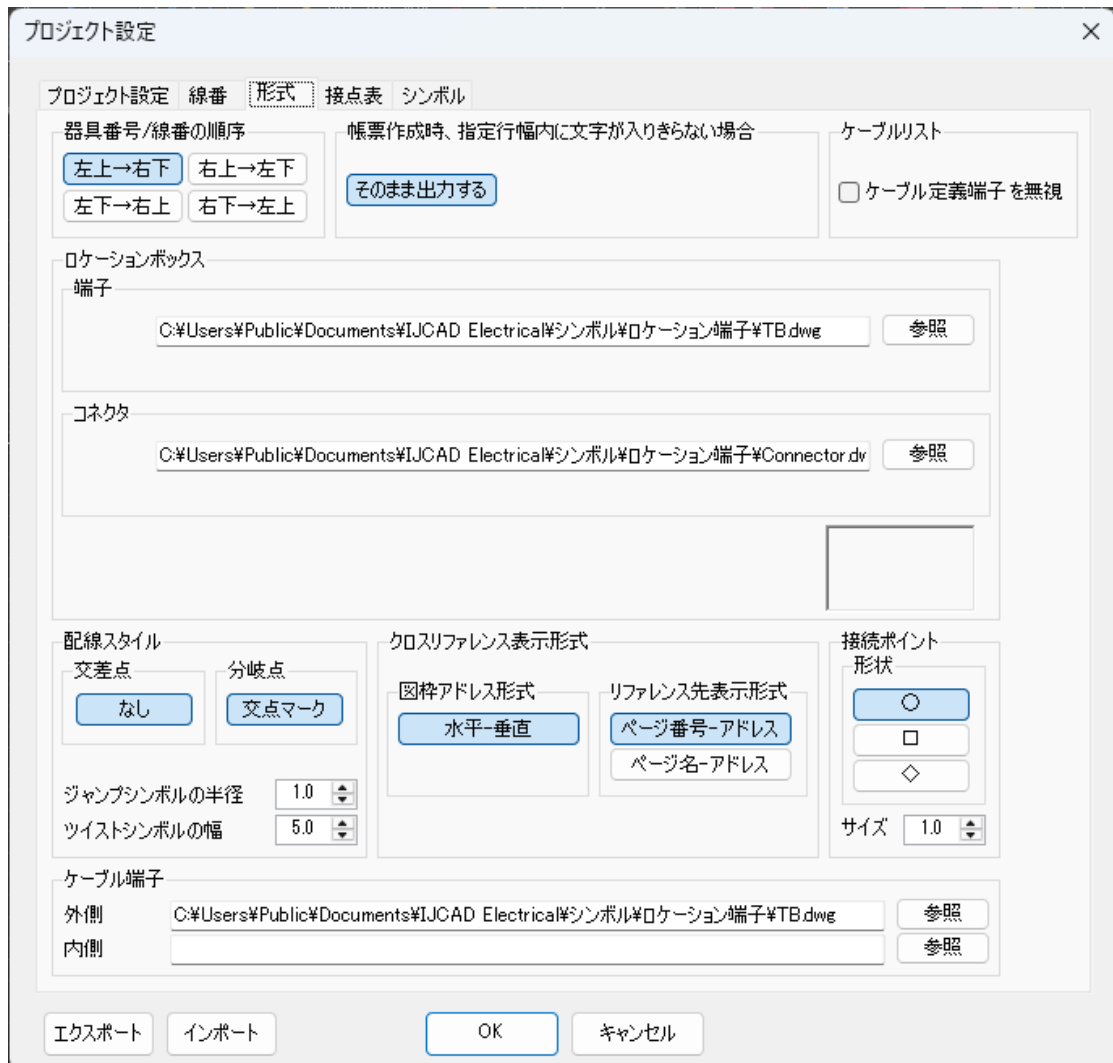 プロジェクト設定
プロジェクト設定 線番 形式 接点表 シンボル
器具番号/線番の順序
左上→右下 右上→左下
左下→右上 右下→左上
帳票作成時、指定行幅内に文字が入りきらない場合
そのまま出力する
ケーブルリスト
ケーブル定義端子を無視
ロケーションボックス
端子
C:¥Users¥Public¥Documents¥IJCAD Electrical¥シンボル¥ロケーション端子¥TB.dwg 参照
コネクタ
C:¥Users¥Public¥Documents¥IJCAD Electrical¥シンボル¥ロケーション端子¥Connector.dw 参照
配線スタイル
交差点 分岐点
なし 交点マーク
ジャンプシンボルの半径 1.0
ツイストシンボルの幅 5.0
クロスリファレンス表示形式
図枠アドレス形式
水平-垂直
リファレンス先表示形式
ページ番号-アドレス
ページ名-アドレス
接続ポイント
形状
○
□
◇
サイズ 1.0
ケーブル端子
外側 C:¥Users¥Public¥Documents¥IJCAD Electrical¥シンボル¥ロケーション端子¥TB.dwg 参照
内側 参照
エクスポート インポート OK キャンセル